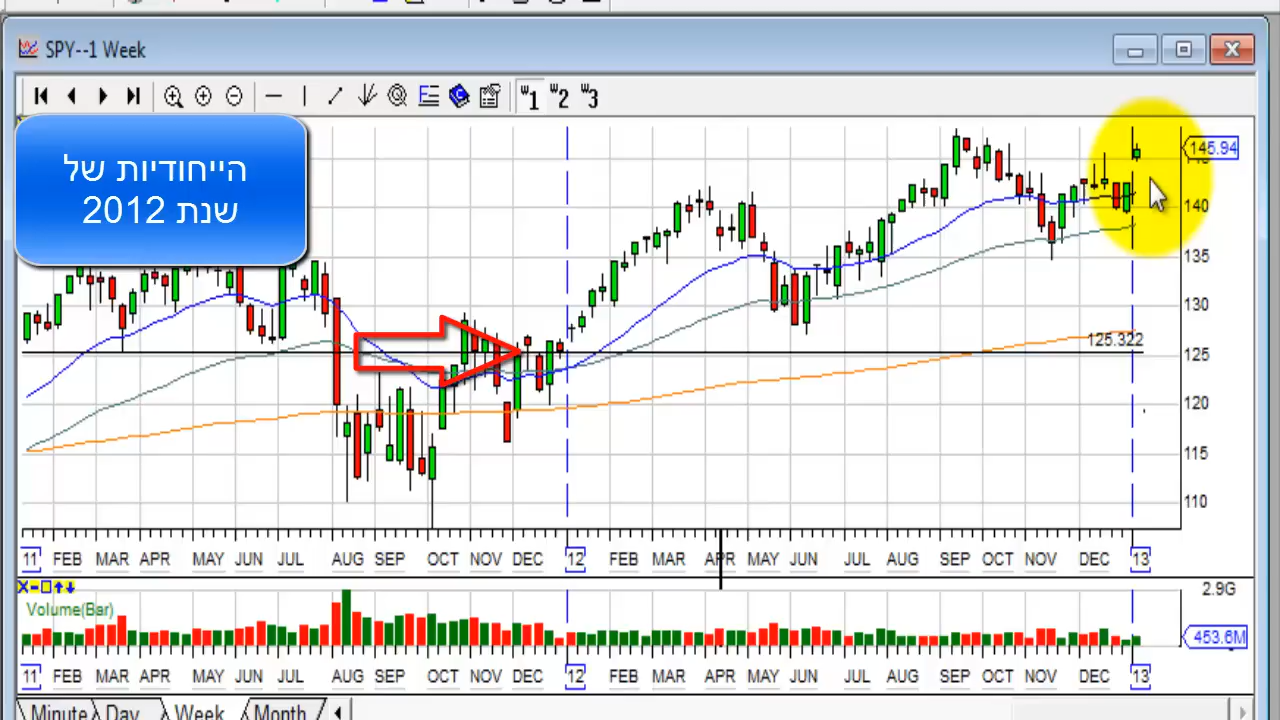 SPY--1 Week
W1 W2 W3
הייחודיות של
שנת 2012
145.94
145
140
135
130
125.322
125
120
115
110
11 FEB MAR APR MAY JUN JUL AUG SEP OCT NOV DEC 12 FEB MAR APR MAY JUN JUL AUG SEP OCT NOV DEC 13
2.9G
Volume(Bar)
453.6M
11 FEB MAR APR MAY JUN JUL AUG SEP OCT NOV DEC 12 FEB MAR APR MAY JUN JUL AUG SEP OCT NOV DEC 13
Minute Day Week Month